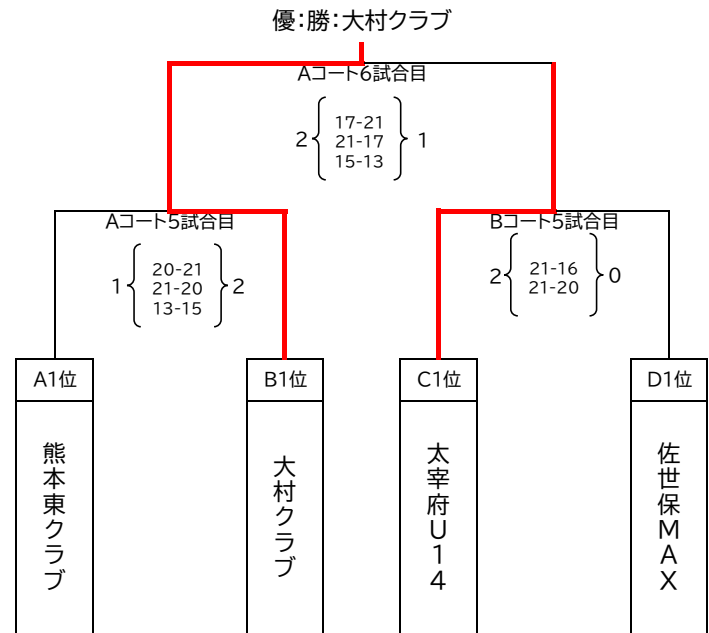 優:勝:大村クラブ
Aコート6試合目
2
17-21
21-17
15-13
1
Aコート5試合目
1
20-21
21-20
13-15
2
Bコート5試合目
2
21-16
21-20
0
A1位
B1位
C1位
D1位
熊本東クラブ
大村クラブ
太宰府U14
佐世保MAX